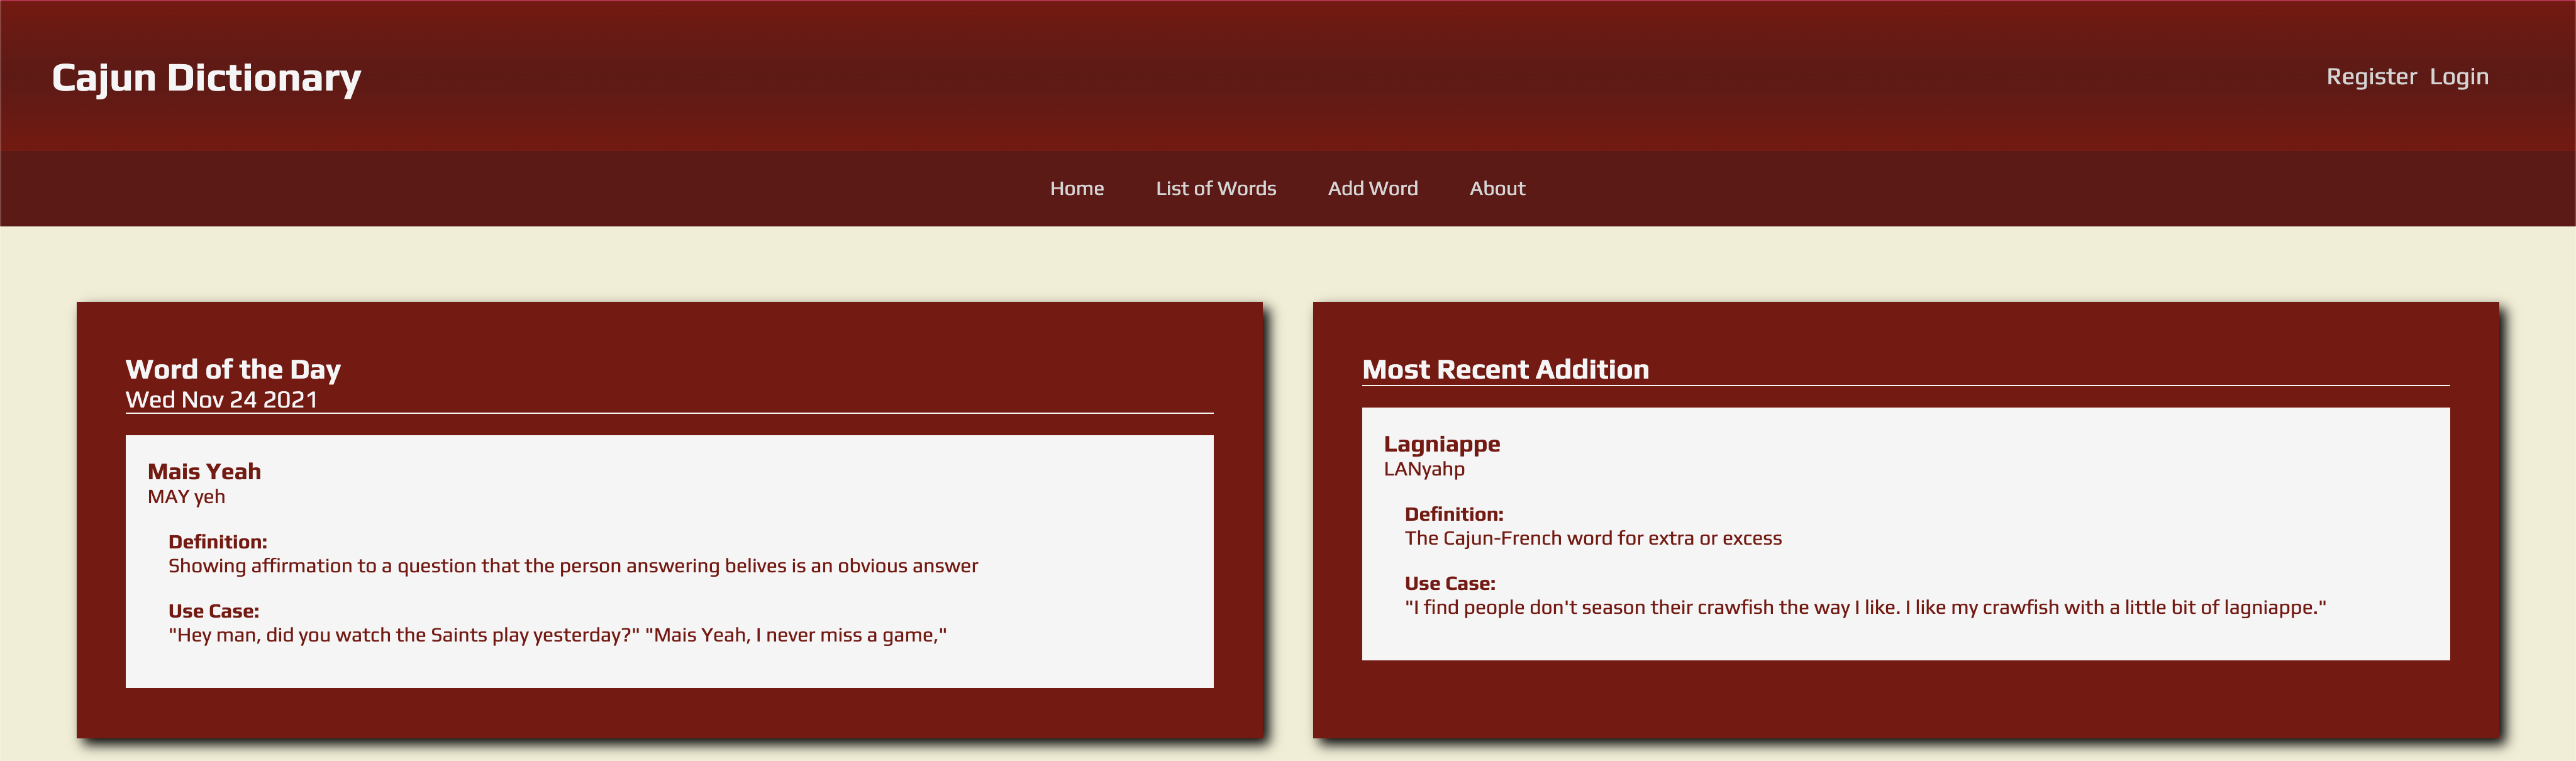 Cajun Dictionary
Register Login
Home List of Words Add Word About
Word of the Day
Wed Nov 24 2021
Mais Yeah
MAY yeh
Definition:
Showing affirmation to a question that the person answering belives is an obvious answer
Use Case:
"Hey man, did you watch the Saints play yesterday?" "Mais Yeah, I never miss a game,"
Most Recent Addition
Lagniappe
LANyahp
Definition:
The Cajun-French word for extra or excess
Use Case:
"I find people don't season their crawfish the way I like. I like my crawfish with a little bit of lagniappe."